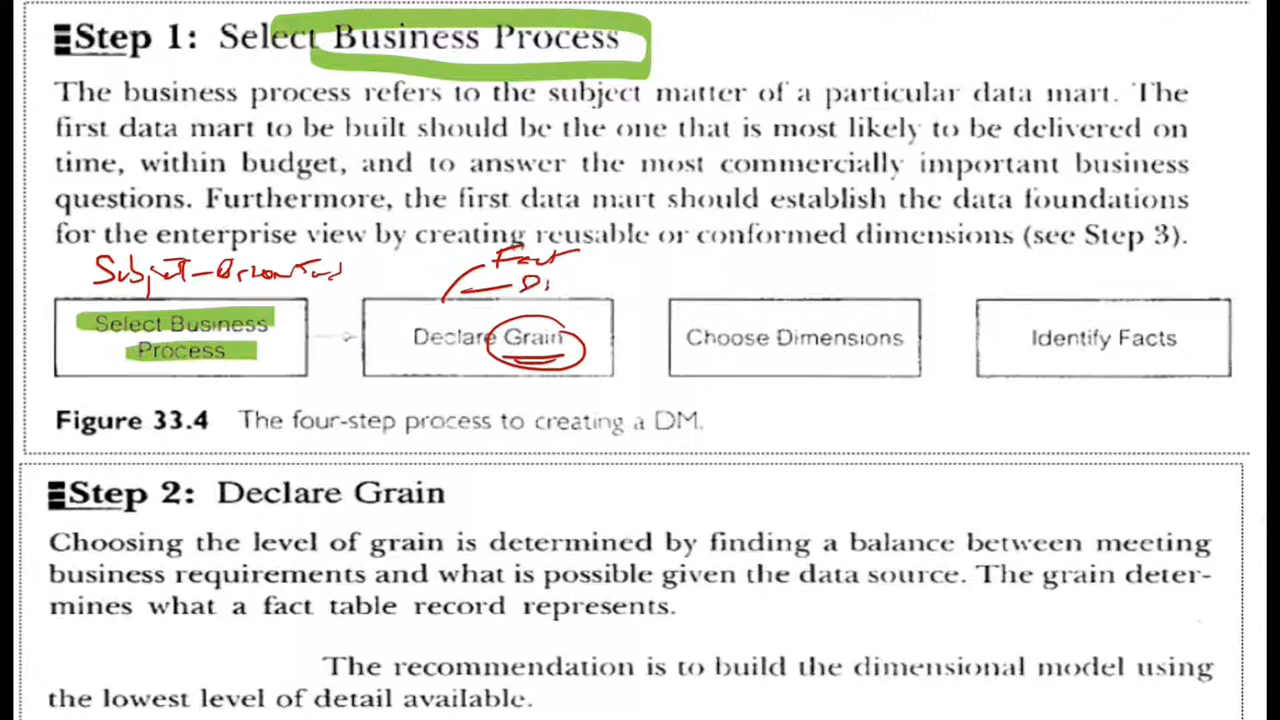 Step 1: Select Business Process
The business process refers to the subject matter of a particular data mart. The
first data mart to be built should be the one that is most likely to be delivered on
time, within budget, and to answer the most commercially important business
questions. Furthermore, the first data mart should establish the data foundations
for the enterprise view by creating reusable or conformed dimensions (see Step 3).
Fact
Subject-Oriented
Di
Select Business
Process
Declare Grain
Choose Dimensions
Identify Facts
Figure 33.4 The four-step process to creating a DM.
Step 2: Declare Grain
Choosing the level of grain is determined by finding a balance between meeting
business requirements and what is possible given the data source. The grain deter-
mines what a fact table record represents.
The recommendation is to build the dimensional model using
the lowest level of detail available.